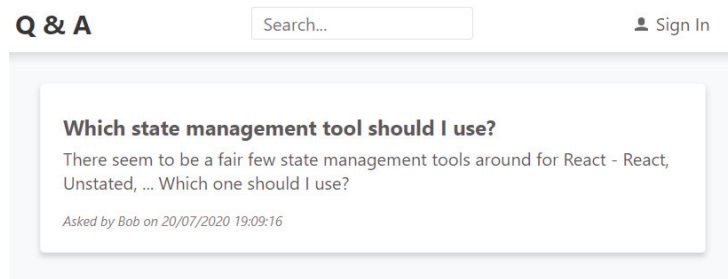 Q & A
Search...
Sign In
Which state management tool should I use?
There seem to be a fair few state management tools around for React - React,
Unstated, ... Which one should I use?
Asked by Bob on 20/07/2020 19:09:16